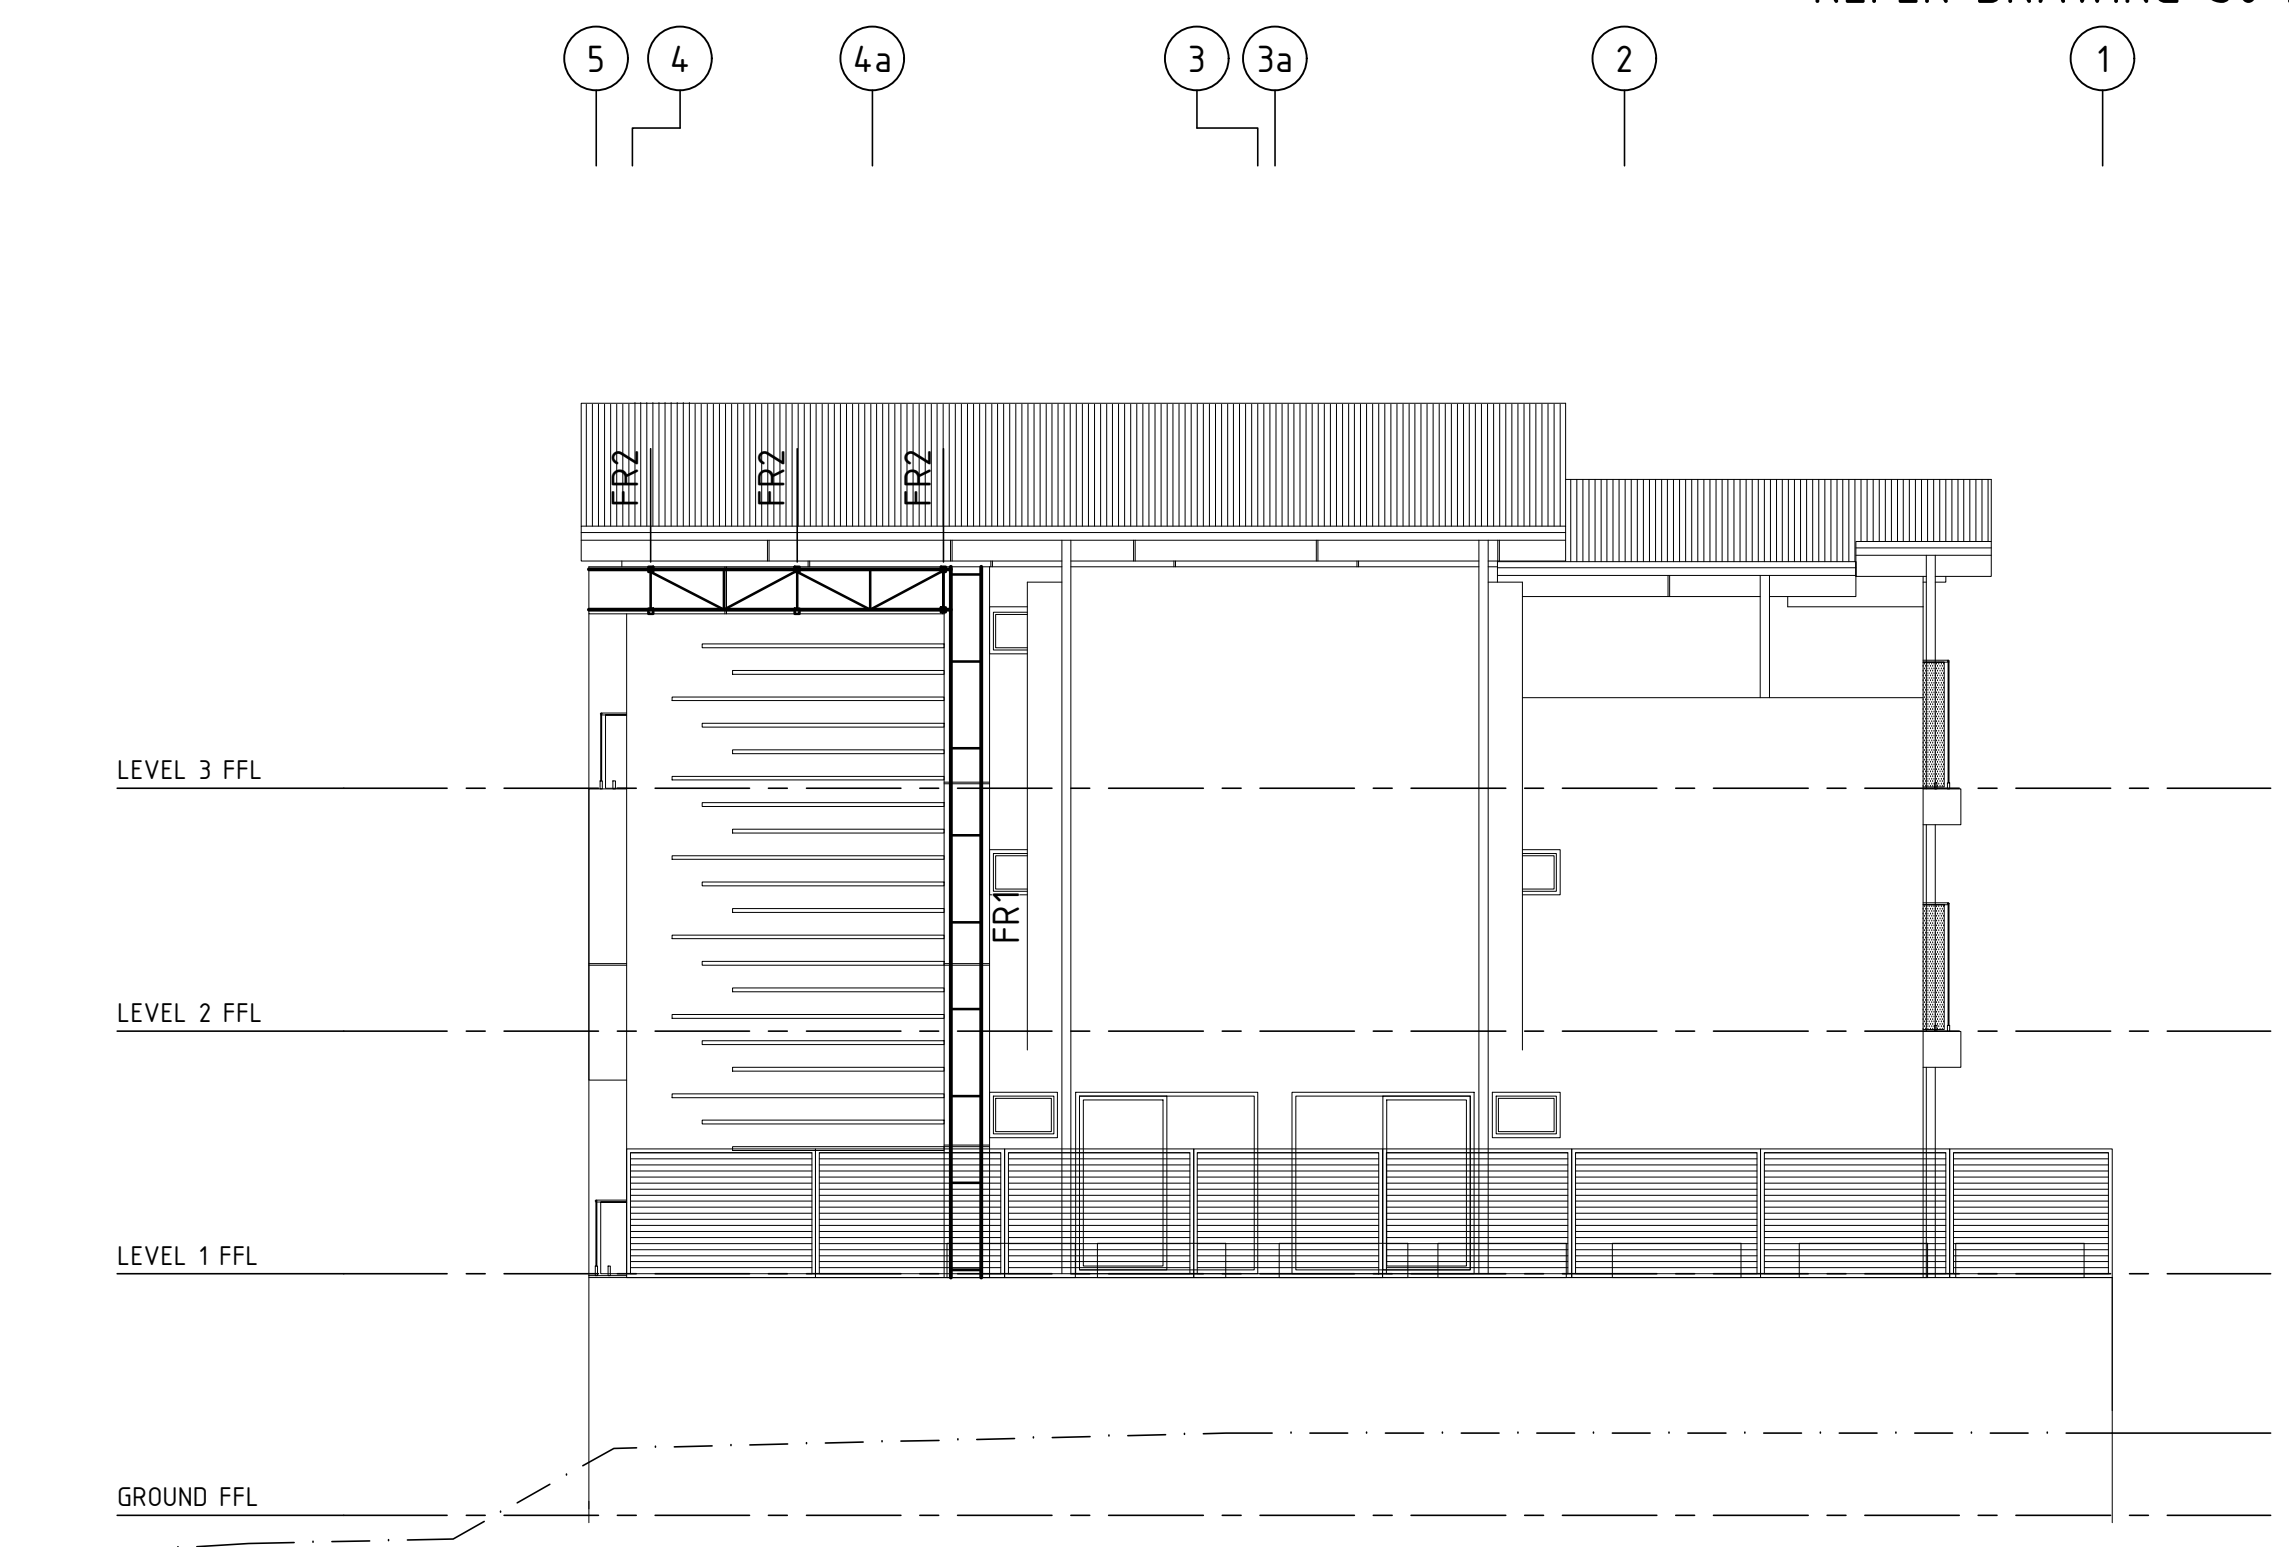 5 4 4a 3 3a 2 1
FR2 FR2 FR2
LEVEL 3 FFL
FR1
LEVEL 2 FFL
LEVEL 1 FFL
GROUND FFL